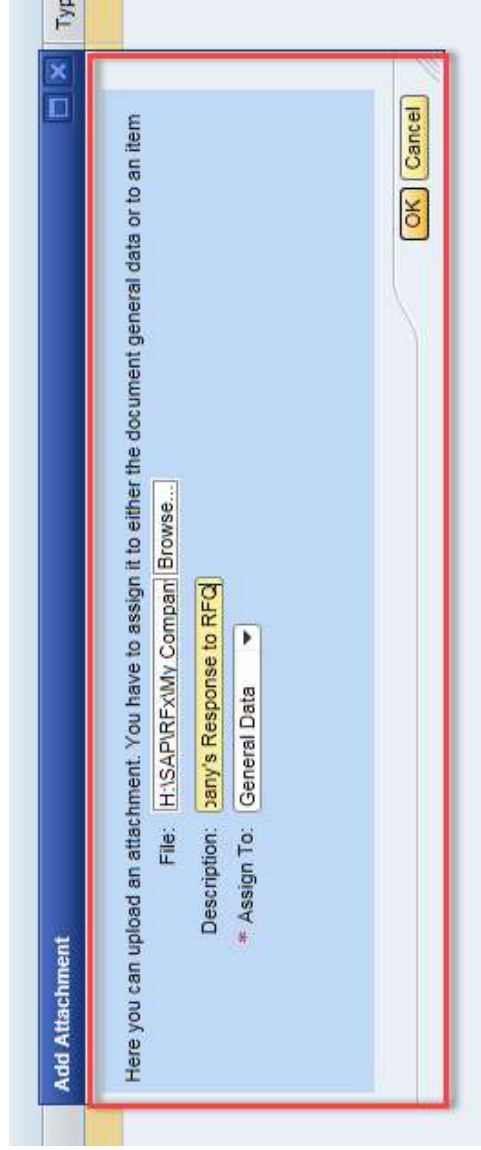 Typ
Add Attachment
Here you can upload an attachment. You have to assign it to either the document general data or to an item
File: H:\SAP\RFx\My Compan Browse...
Description: pany's Response to RFQ
* Assign To: General Data
OK Cancel